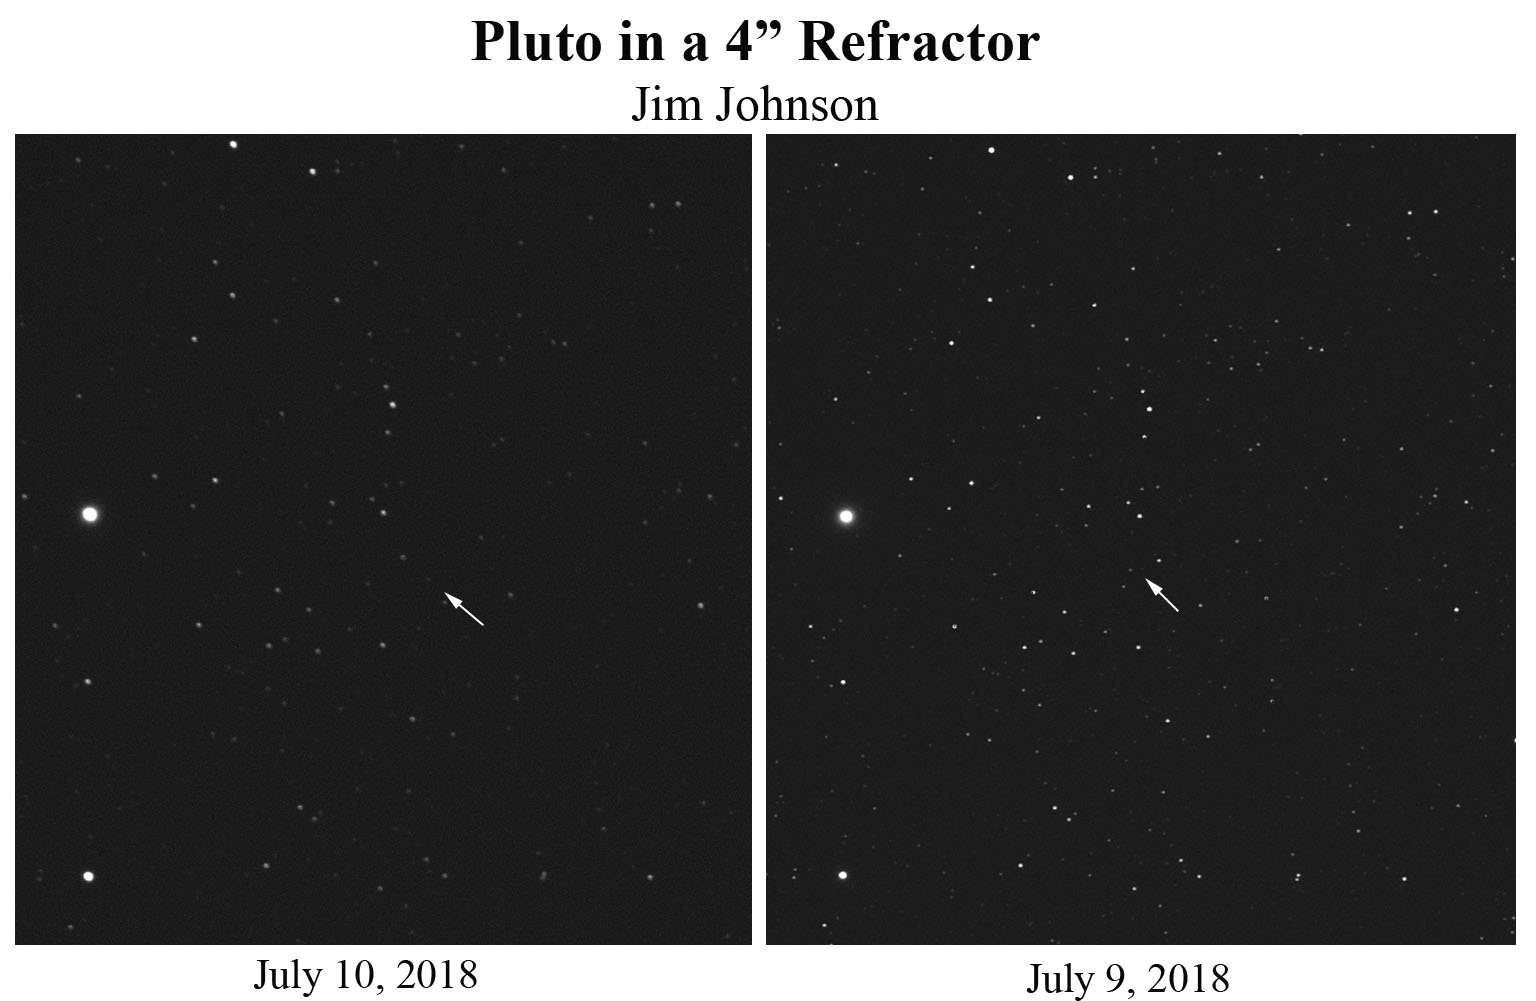 Pluto in a 4” Refractor
Jim Johnson
July 10, 2018
July 9, 2018